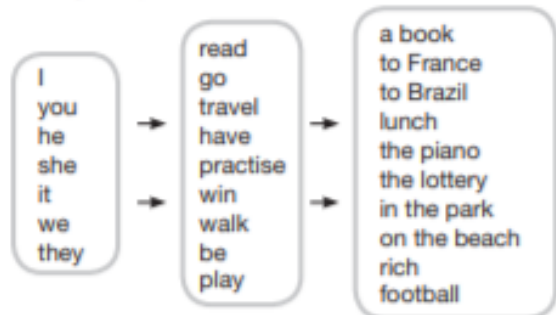 I
you
he
she
it
we
they
read
go
travel
have
practise
win
walk
be
play
a book
to France
to Brazil
lunch
the piano
the lottery
in the park
on the beach
rich
football